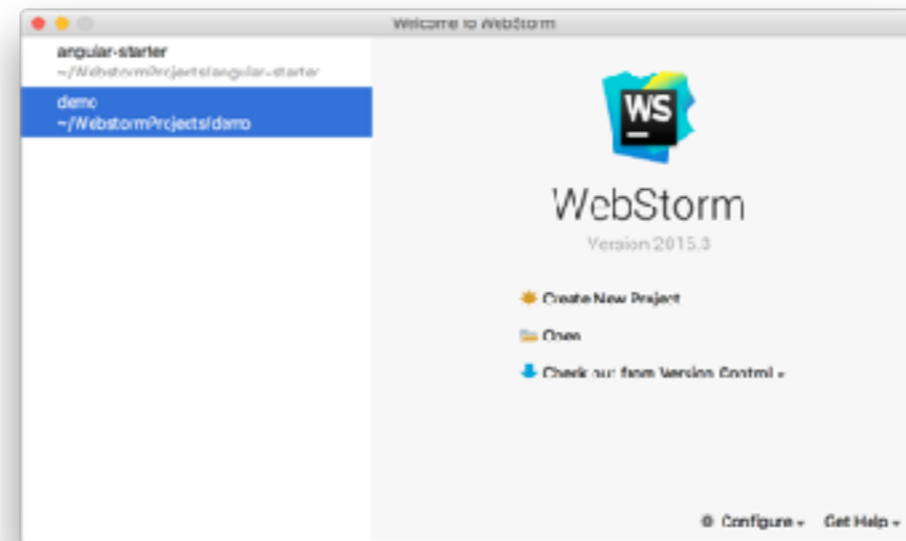 Welcome to WebStorm
angular-starter
~/WebstormProjects/angular-starter
demo
~/WebstormProjects/demo
WS
WebStorm
Version 2015.3
Create New Project
Open
Check out from Version Control
Configure
Get Help